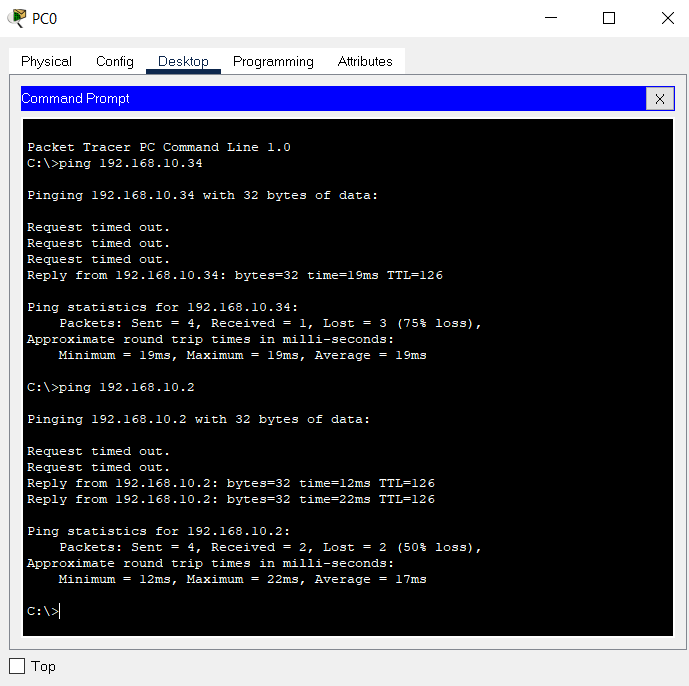 PC0
Physical Config Desktop Programming Attributes
Command Prompt
X
Packet Tracer PC Command Line 1.0
C:\>ping 192.168.10.34
Pinging 192.168.10.34 with 32 bytes of data:
Request timed out.
Request timed out.
Request timed out.
Reply from 192.168.10.34: bytes=32 time=19ms TTL=126
Ping statistics for 192.168.10.34:
    Packets: Sent = 4, Received = 1, Lost = 3 (75% loss),
Approximate round trip times in milli-seconds:
    Minimum = 19ms, Maximum = 19ms, Average = 19ms
C:\>ping 192.168.10.2
Pinging 192.168.10.2 with 32 bytes of data:
Request timed out.
Request timed out.
Reply from 192.168.10.2: bytes=32 time=12ms TTL=126
Reply from 192.168.10.2: bytes=32 time=22ms TTL=126
Ping statistics for 192.168.10.2:
    Packets: Sent = 4, Received = 2, Lost = 2 (50% loss),
Approximate round trip times in milli-seconds:
    Minimum = 12ms, Maximum = 22ms, Average = 17ms
C:\>
Top